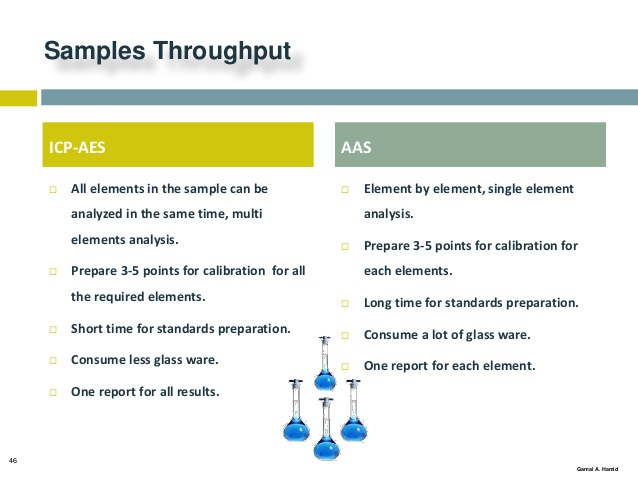 Samples Throughput
ICP-AES
All elements in the sample can be
analyzed in the same time, multi
elements analysis.
Prepare 3-5 points for calibration for all
the required elements.
Short time for standards preparation.
Consume less glass ware.
One report for all results.
AAS
Element by element, single element
analysis.
Prepare 3-5 points for calibration for
each elements.
Long time for standards preparation.
Consume a lot of glass ware.
One report for each element.
46
Gamal A. Hamid